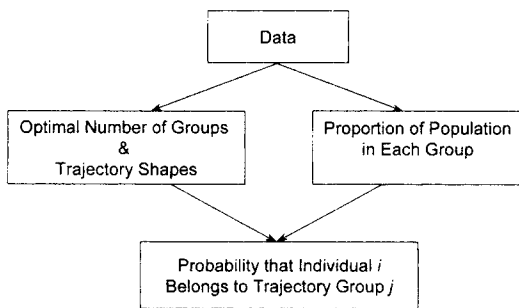 Data
Optimal Number of Groups
&
Trajectory Shapes
Proportion of Population
in Each Group
Probability that Individual i
Belongs to Trajectory Group j